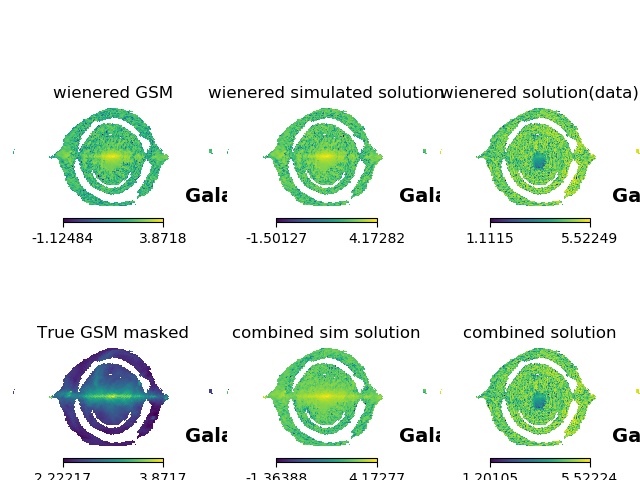 wienered GSM
wienered simulated solution
wienered solution(data)
Gala
Gala
Ga
-1.12484 3.8718
-1.50127 4.17282
1.1115 5.52249
True GSM masked
combined sim solution
combined solution
Gala
Gala
Ga
2.22217 3.8717
-1.36388 4.17277
1.20105 5.52224